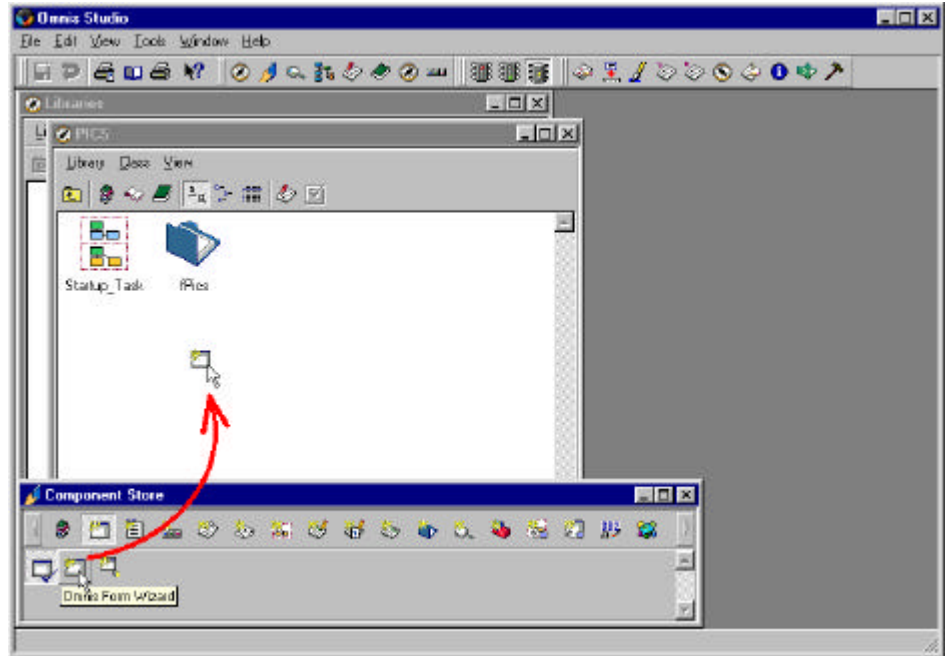 Omnis Studio
File Edit View Tools Window Help
Libraries
PICS
Library Class View
Startup_Task fPics
Component Store
Omnis Form Wizard